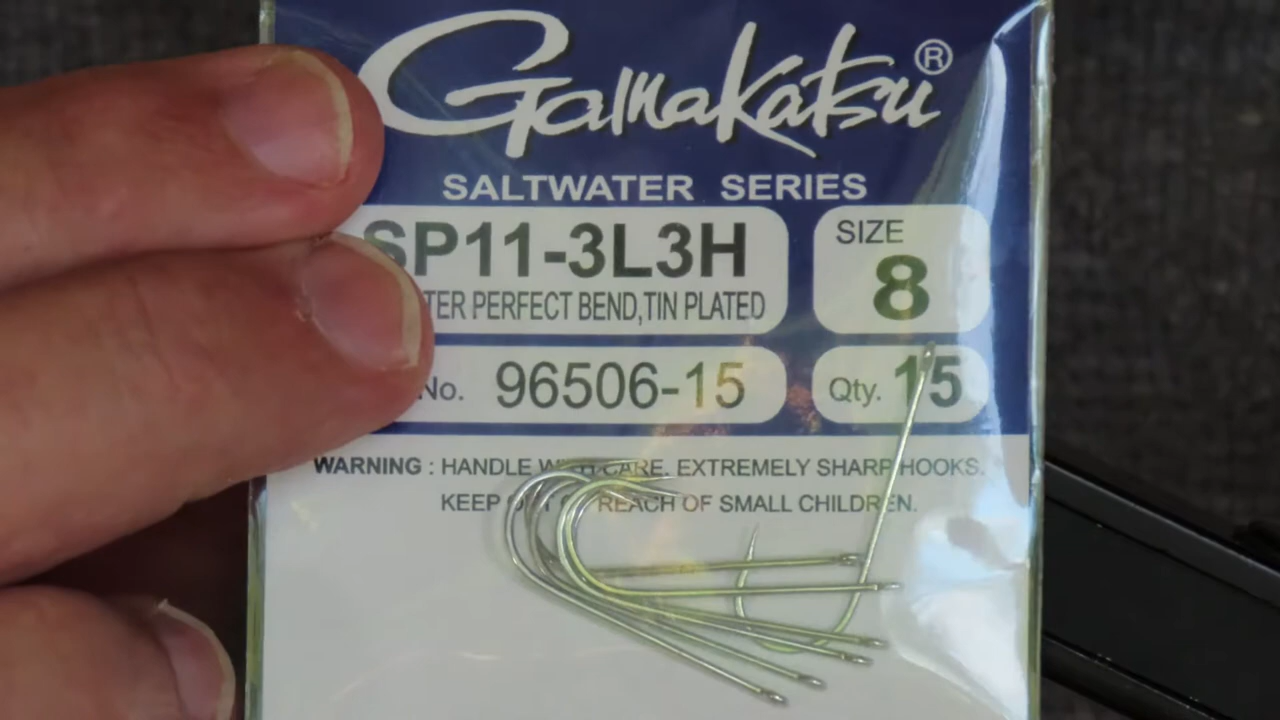 Gamakatsu®
SALTWATER SERIES
SP11-3L3H
SIZE
8
TER PERFECT BEND,TIN PLATED
No. 96506-15
Qty. 15
WARNING : HANDLE WITH CARE. EXTREMELY SHARP HOOKS.
KEEP OUT OF REACH OF SMALL CHILDREN.